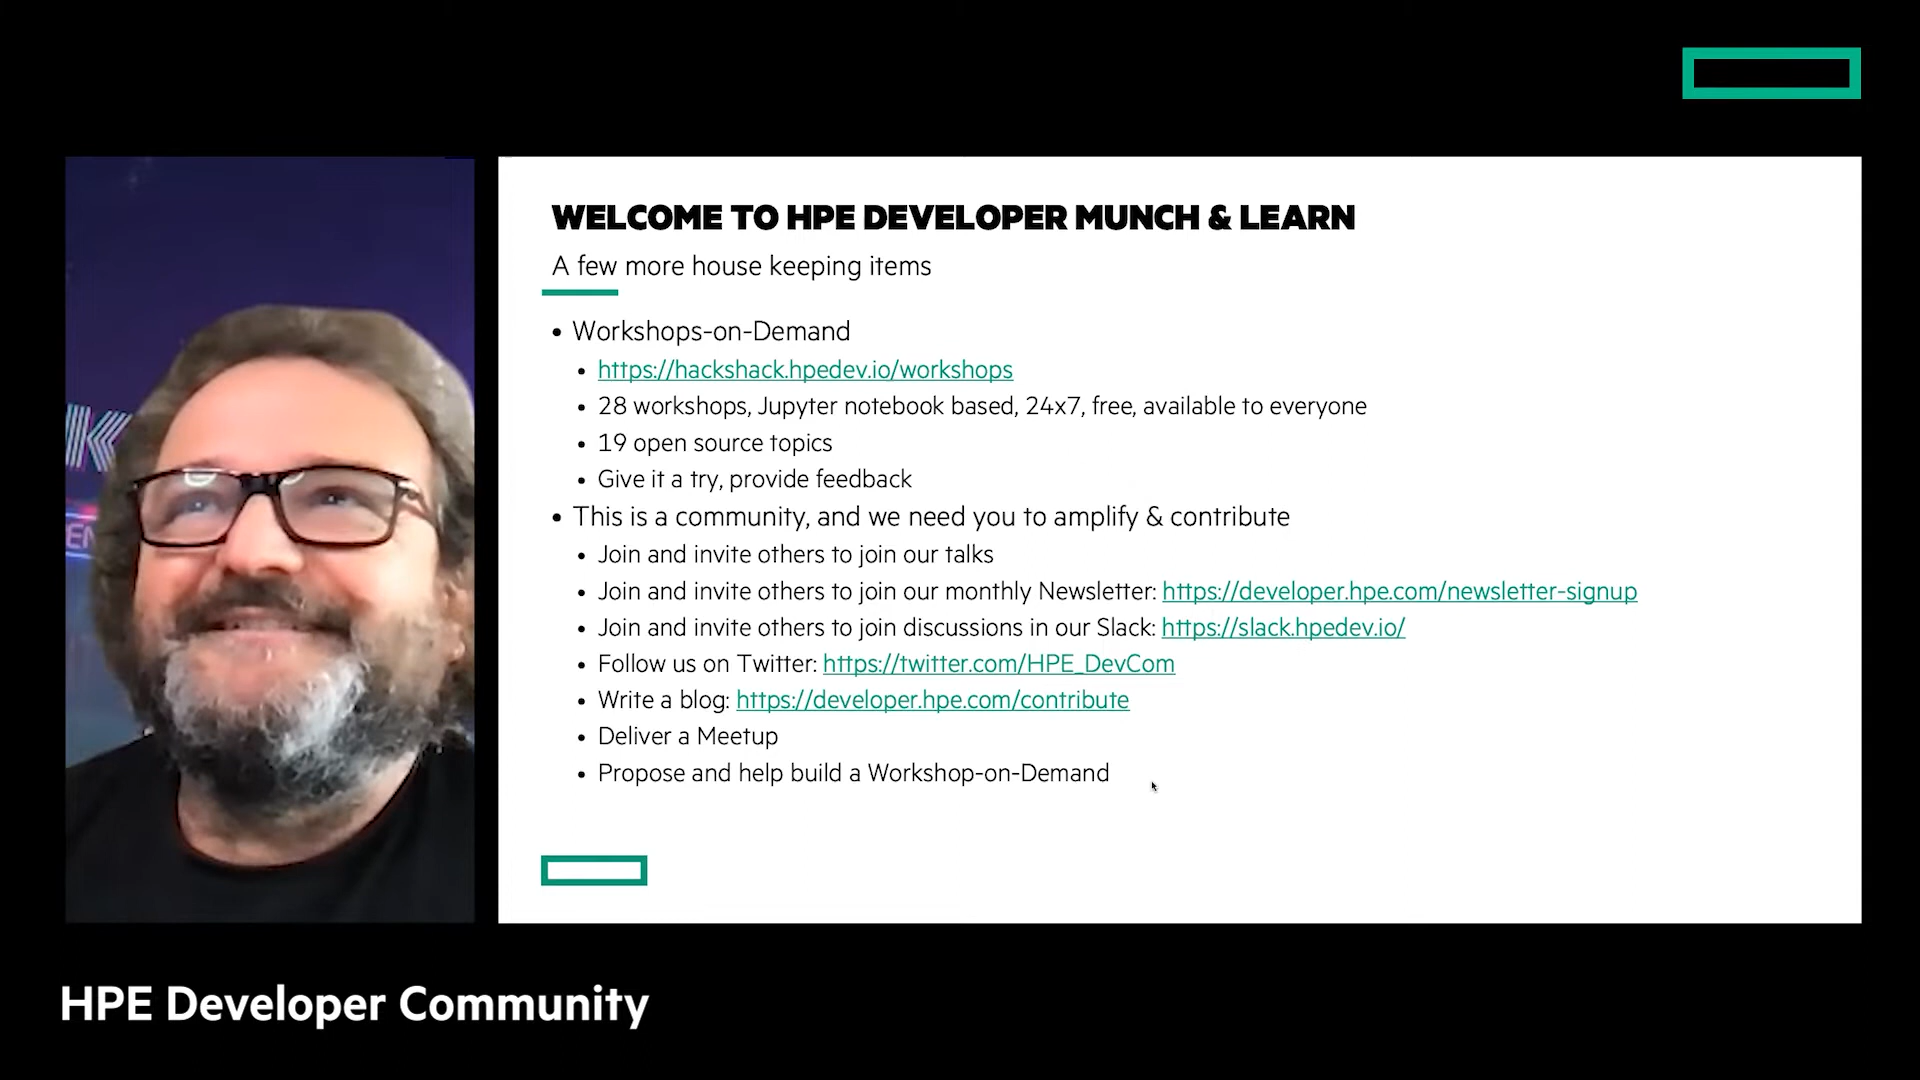 WELCOME TO HPE DEVELOPER MUNCH & LEARN
A few more house keeping items
• Workshops-on-Demand
• https://hackshack.hpedev.io/workshops
• 28 workshops, Jupyter notebook based, 24x7, free, available to everyone
• 19 open source topics
• Give it a try, provide feedback
• This is a community, and we need you to amplify & contribute
• Join and invite others to join our talks
• Join and invite others to join our monthly Newsletter: https://developer.hpe.com/newsletter-signup
• Join and invite others to join discussions in our Slack: https://slack.hpedev.io/
• Follow us on Twitter: https://twitter.com/HPE_DevCom
• Write a blog: https://developer.hpe.com/contribute
• Deliver a Meetup
• Propose and help build a Workshop-on-Demand
HPE Developer Community